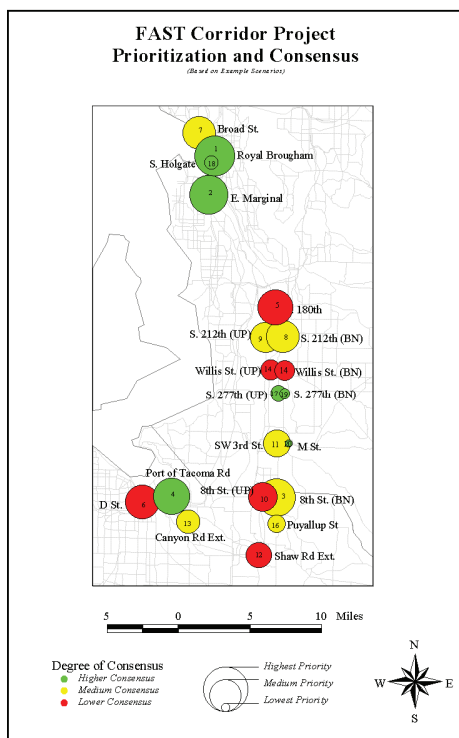 FAST Corridor Project
Prioritization and Consensus
(Based on Example Scenarios)
7
Broad St.
1
Royal Brougham
S. Holgate
18
2
E. Marginal
5
180th
S. 212th (UP)
9
8
S. 212th (BN)
Willis St. (UP)
14
14
Willis St. (BN)
S. 277th (UP)
17
19
S. 277th (BN)
SW 3rd St.
11
M St.
Port of Tacoma Rd
D St.
6
4
8th St. (UP)
10
3
8th St. (BN)
13
Canyon Rd Ext.
16
Puyallup St
12
Shaw Rd Ext.
5 0 5 10 Miles
Degree of Consensus
Higher Consensus
Medium Consensus
Lower Consensus
Highest Priority
Medium Priority
Lowest Priority
N
W E
S